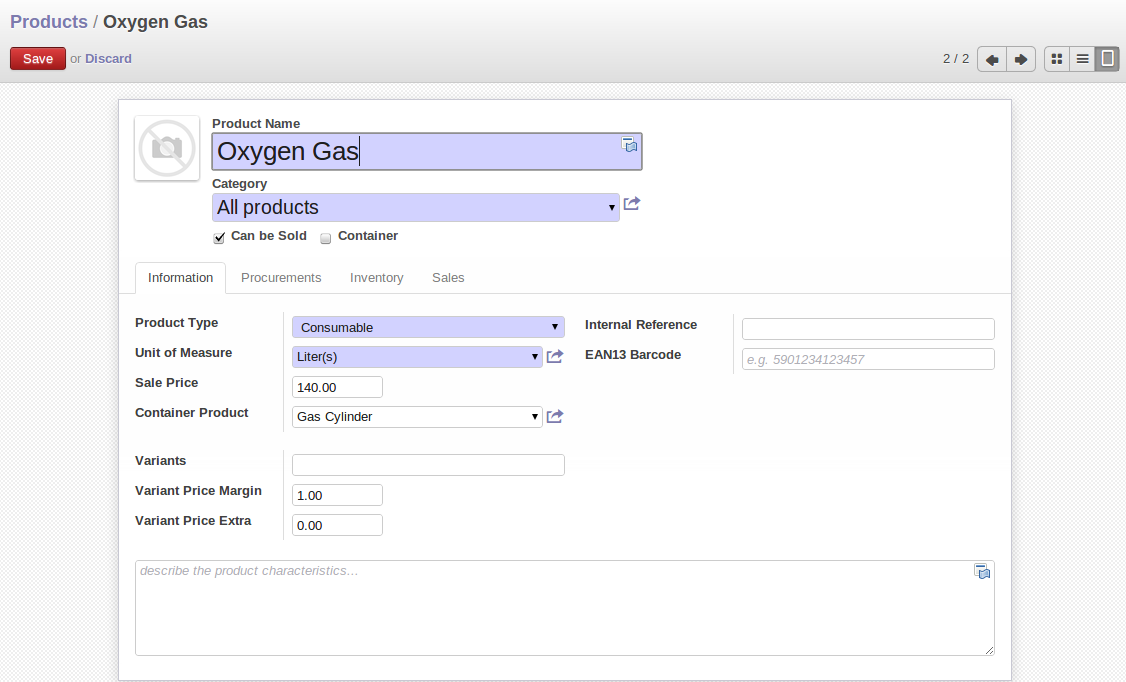 Products / Oxygen Gas
Save or Discard
2 / 2
Product Name
Oxygen Gas
Category
All products
Can be Sold Container
Information Procurements Inventory Sales
Product Type Consumable
Internal Reference
Unit of Measure Liter(s)
EAN13 Barcode e.g. 5901234123457
Sale Price 140.00
Container Product Gas Cylinder
Variants
Variant Price Margin 1.00
Variant Price Extra 0.00
describe the product characteristics...